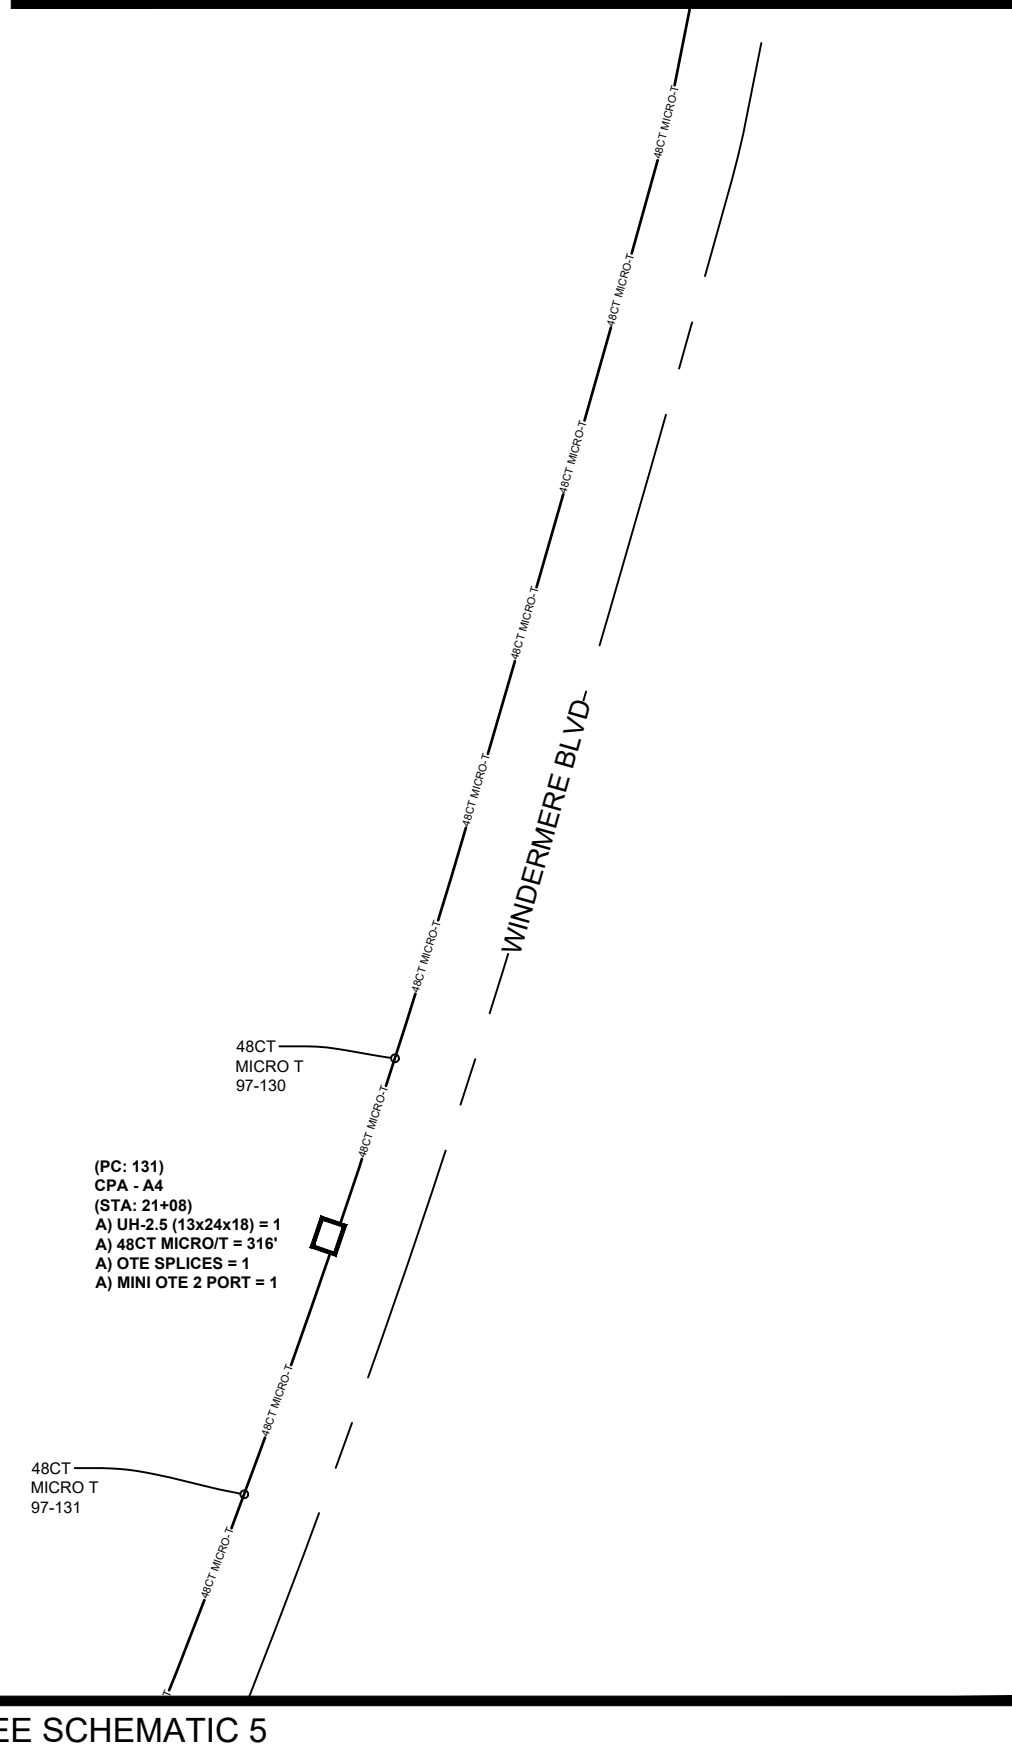 48CT MICRO-T
48CT MICRO-T
48CT MICRO-T
48CT MICRO-T
48CT MICRO-T
WINDERMERE BLVD
48CT MICRO-T
48CT
MICRO T
97-130
48CT MICRO-T
(PC: 131)
CPA - A4
(STA: 21+08)
A) UH-2.5 (13x24x18) = 1
A) 48CT MICRO/T = 316'
A) OTE SPLICES = 1
A) MINI OTE 2 PORT = 1
48CT MICRO-T
48CT
MICRO T
97-131
48CT MICRO-T
T
EE SCHEMATIC 5